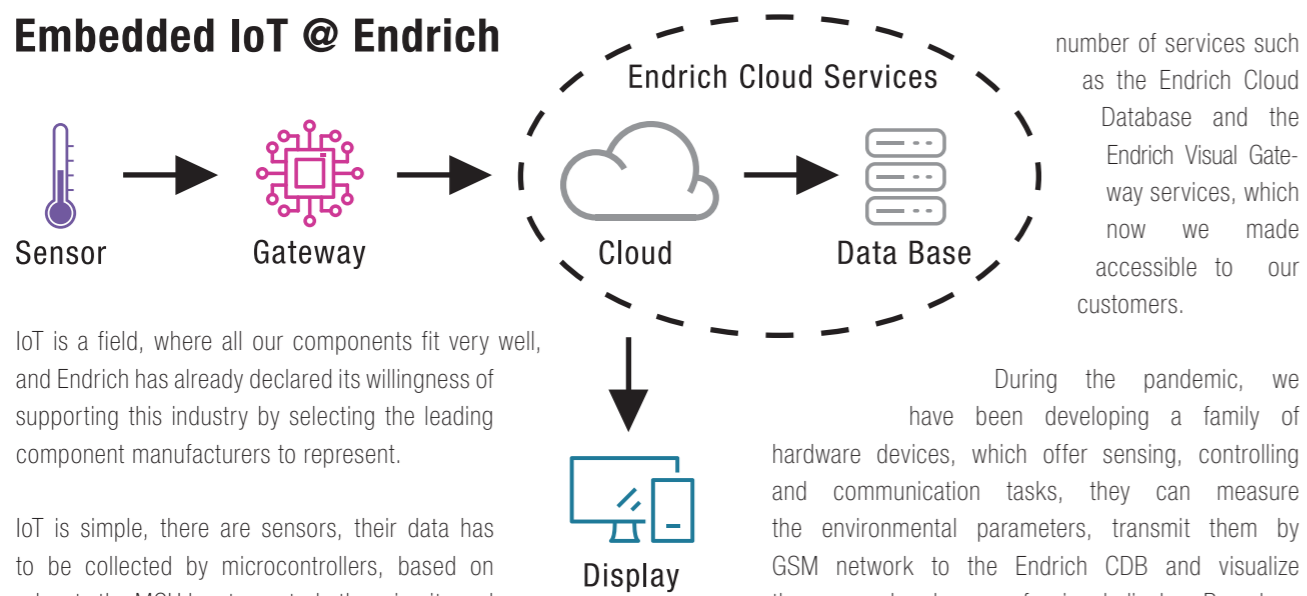 Embedded IoT @ Endrich
Endrich Cloud Services
Sensor
Gateway
Cloud
Data Base
Display
IoT is a field, where all our components fit very well,
and Endrich has already declared its willingness of
supporting this industry by selecting the leading
component manufacturers to represent.
IoT is simple, there are sensors, their data has
to be collected by microcontrollers, based on
number of services such
as the Endrich Cloud
Database and the
Endrich Visual Gate-
way services, which
now we made
accessible to our
customers.
During the pandemic, we
have been developing a family of
hardware devices, which offer sensing, controlling
and communication tasks, they can measure
the environmental parameters, transmit them by
GSM network to the Endrich CDB and visualize